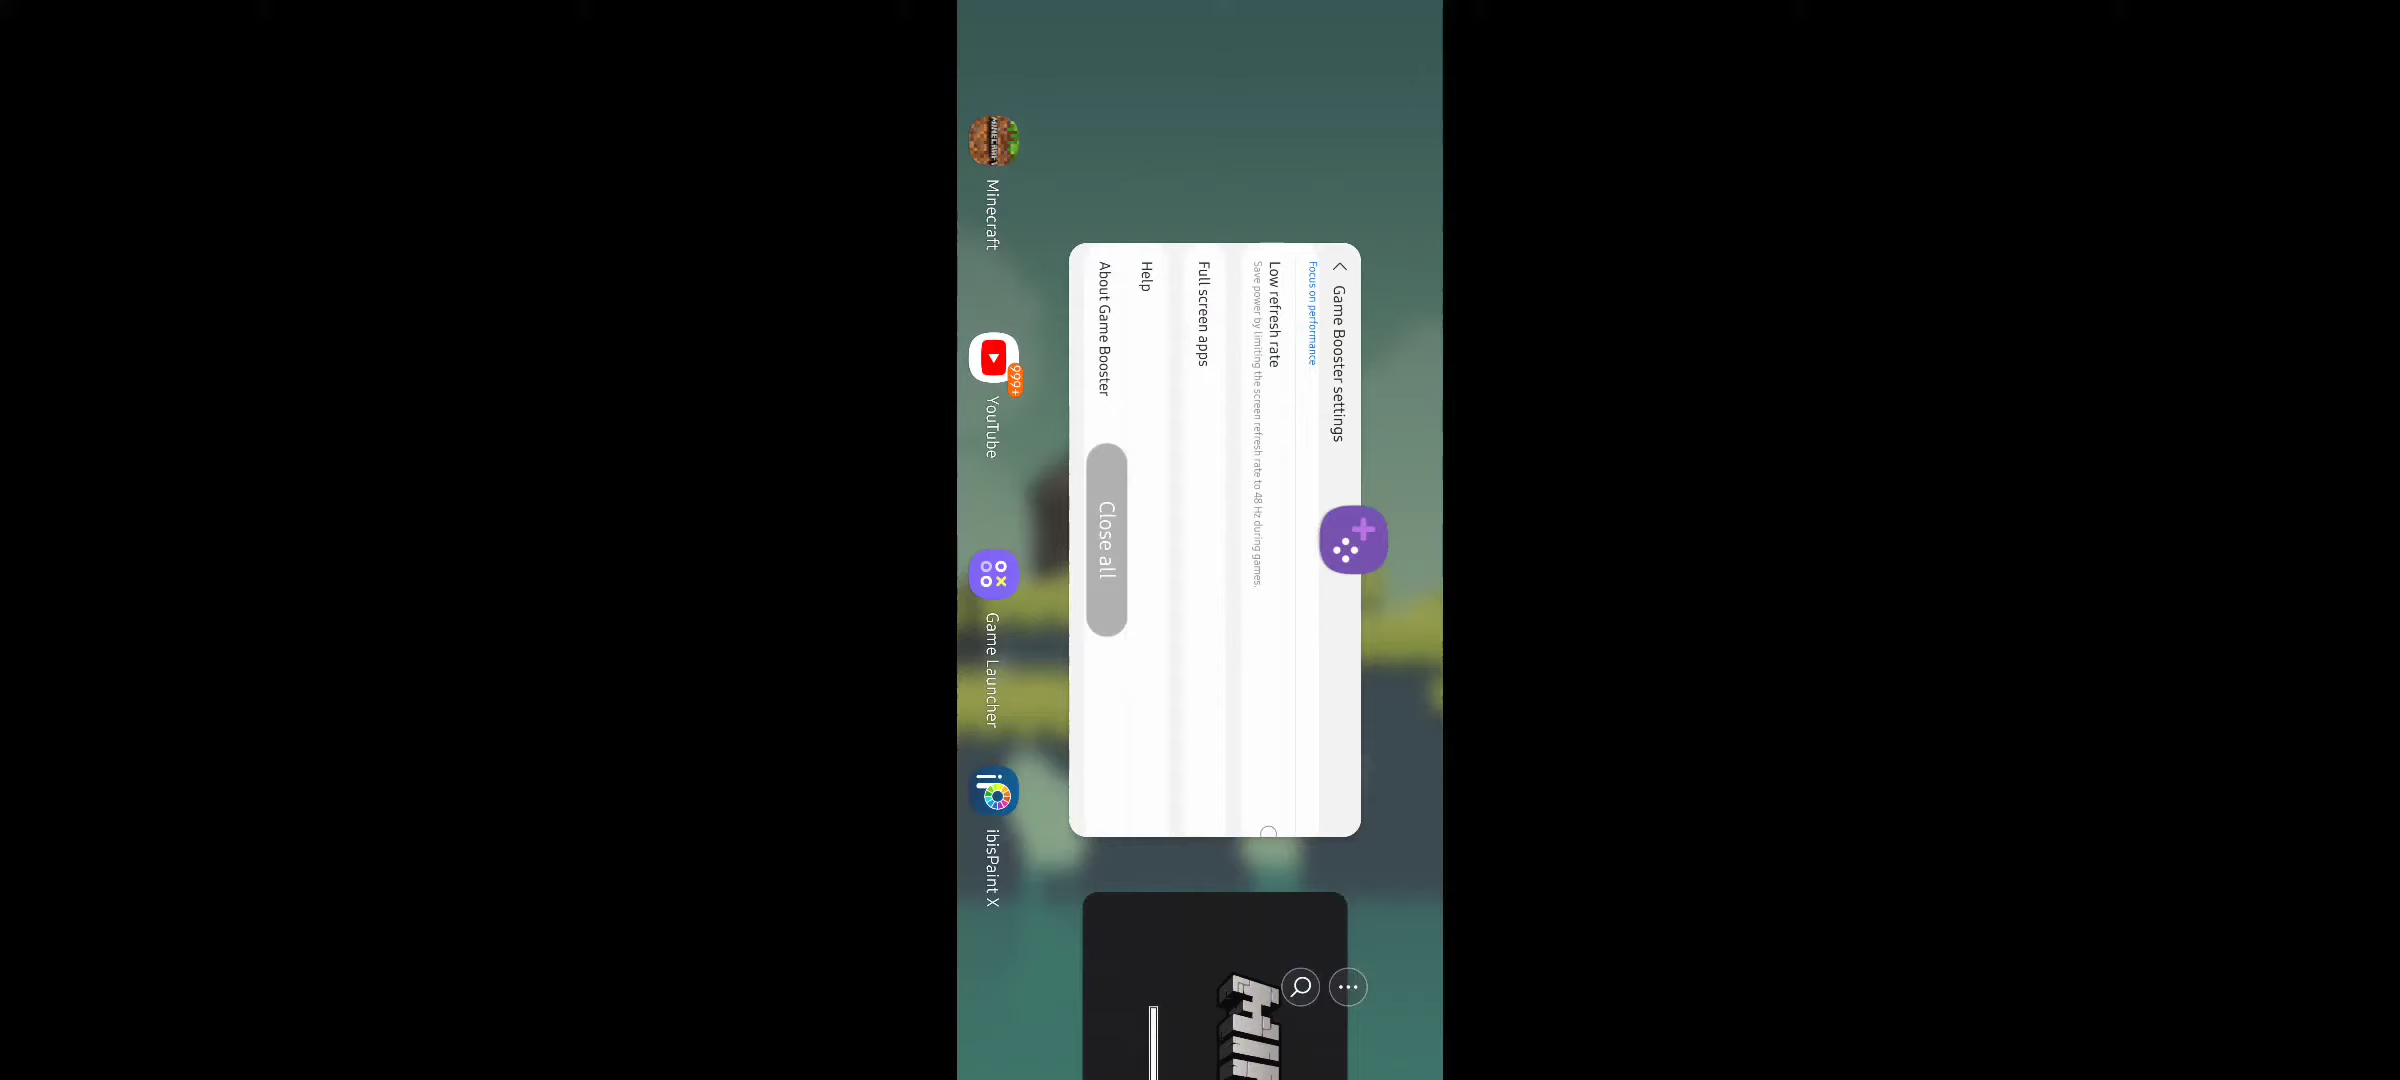 Game Booster settings
Focus on performance
Low refresh rate
Save power by limiting the screen refresh rate to 48 Hz during games.
Full screen apps
Help
About Game Booster
Close all
MINECRAFT
Minecraft
999+
YouTube
Game Launcher
ibisPaint X